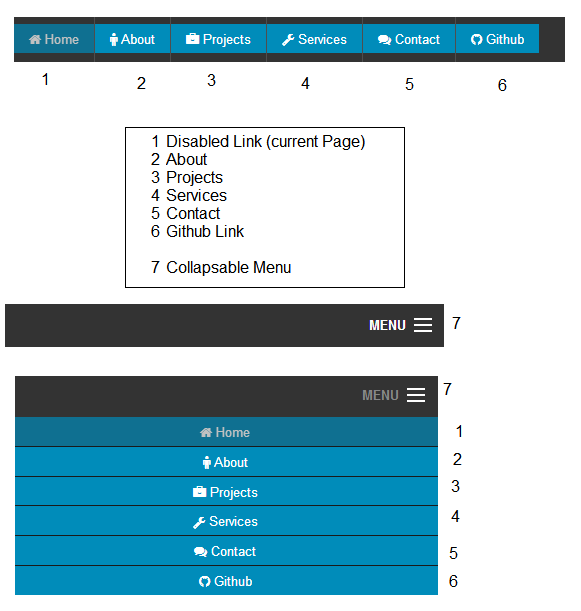 Home About Projects Services Contact Github
1 2 3 4 5 6
1 Disabled Link (current Page)
2 About
3 Projects
4 Services
5 Contact
6 Github Link
7 Collapsable Menu
MENU 7
MENU 7
Home 1
About 2
Projects 3
Services 4
Contact 5
Github 6